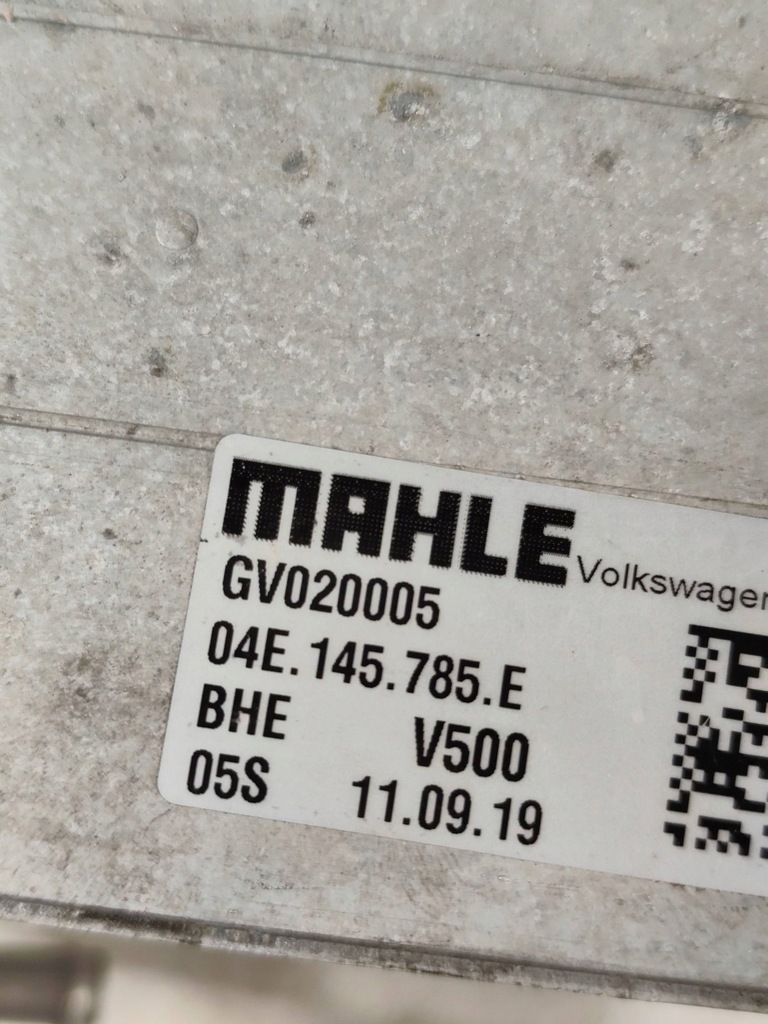 MAHLE Volkswagen
GV020005
04E.145.785.E
BHE V500
05S 11.09.19